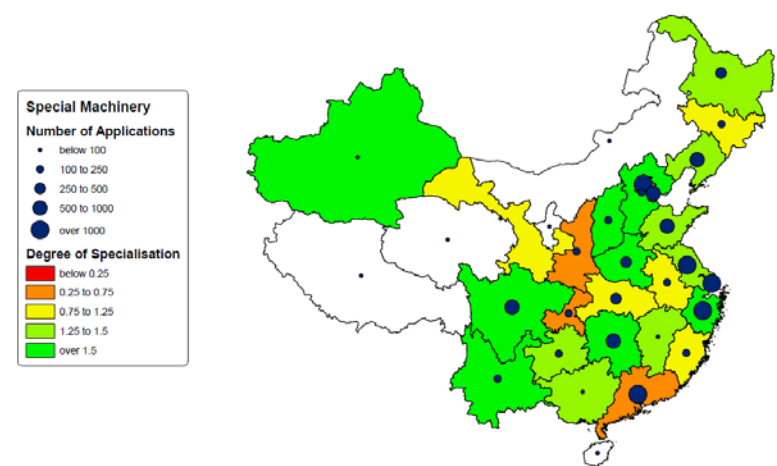 Special Machinery
Number of Applications
below 100
100 to 250
250 to 500
500 to 1000
over 1000
Degree of Specialisation
below 0.25
0.25 to 0.75
0.75 to 1.25
1.25 to 1.5
over 1.5